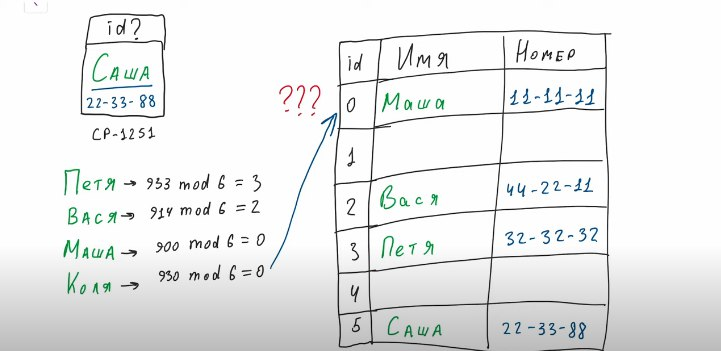 id?
Саша
22-33-88
CP-1251
Петя → 933 mod 6 = 3
Вася → 914 mod 6 = 2
Маша → 900 mod 6 = 0
Коля → 930 mod 6 = 0
???
id Имя Номер
0 Маша 11-11-11
1
2 Вася 44-22-11
3 Петя 32-32-32
4
5 Саша 22-33-88